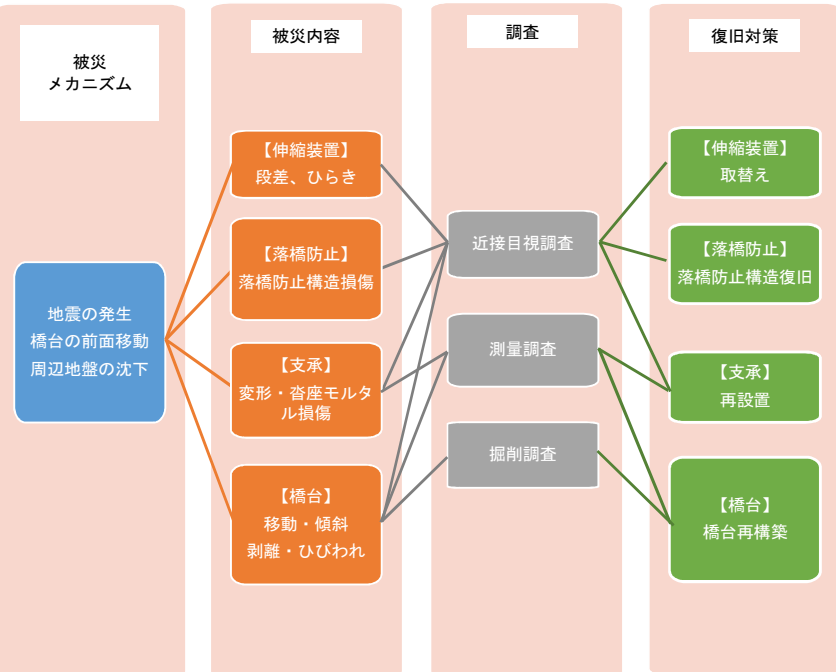 被災
メカニズム
地震の発生
橋台の前面移動
周辺地盤の沈下
被災内容
【伸縮装置】
段差、ひらき
【落橋防止】
落橋防止構造損傷
【支承】
変形・沓座モルタ
ル損傷
【橋台】
移動・傾斜
剥離・ひびわれ
調査
近接目視調査
測量調査
掘削調査
復旧対策
【伸縮装置】
取替え
【落橋防止】
落橋防止構造復旧
【支承】
再設置
【橋台】
橋台再構築